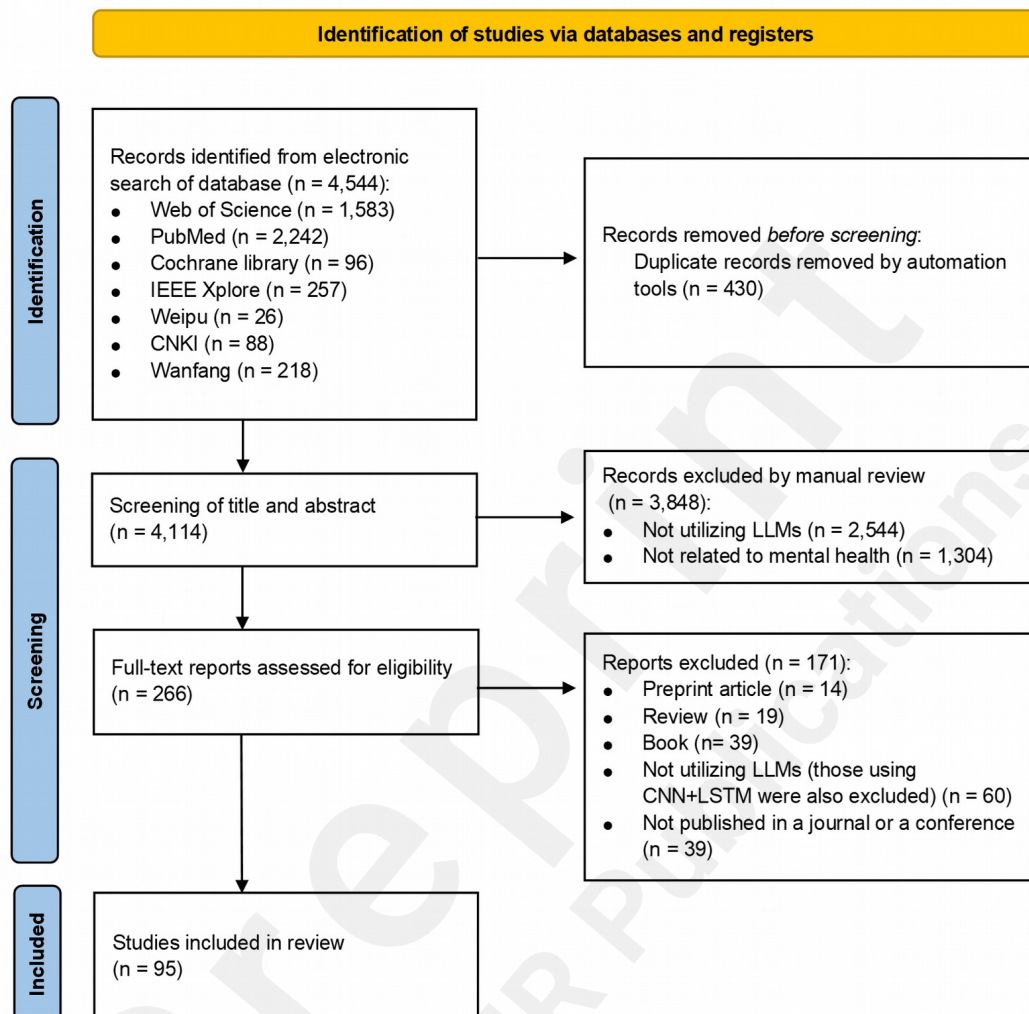 Identification of studies via databases and registers
Identification
Records identified from electronic
search of database (n = 4,544):
● Web of Science (n = 1,583)
● PubMed (n = 2,242)
● Cochrane library (n = 96)
● IEEE Xplore (n = 257)
● Weipu (n = 26)
● CNKI (n = 88)
● Wanfang (n = 218)
Records removed before screening:
Duplicate records removed by automation
tools (n = 430)
Screening
Screening of title and abstract
(n = 4,114)
Records excluded by manual review
(n = 3,848):
● Not utilizing LLMs (n = 2,544)
● Not related to mental health (n = 1,304)
Full-text reports assessed for eligibility
(n = 266)
Reports excluded (n = 171):
● Preprint article (n = 14)
● Review (n = 19)
● Book (n= 39)
● Not utilizing LLMs (those using
CNN+LSTM were also excluded) (n = 60)
● Not published in a journal or a conference
(n = 39)
Included
Studies included in review
(n = 95)
Preprint
Publications